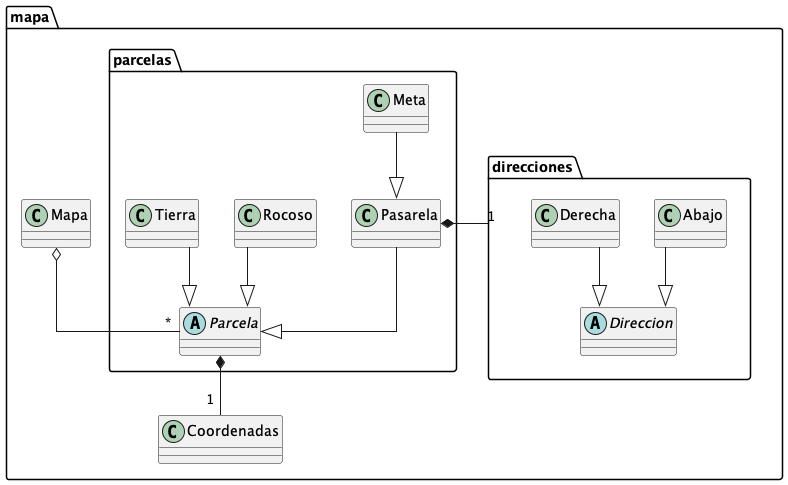 mapa
parcelas
C Meta
direcciones
C Mapa
C Tierra
C Rocoso
C Pasarela
1
C Derecha
C Abajo
*
A Parcela
A Direccion
1
C Coordenadas